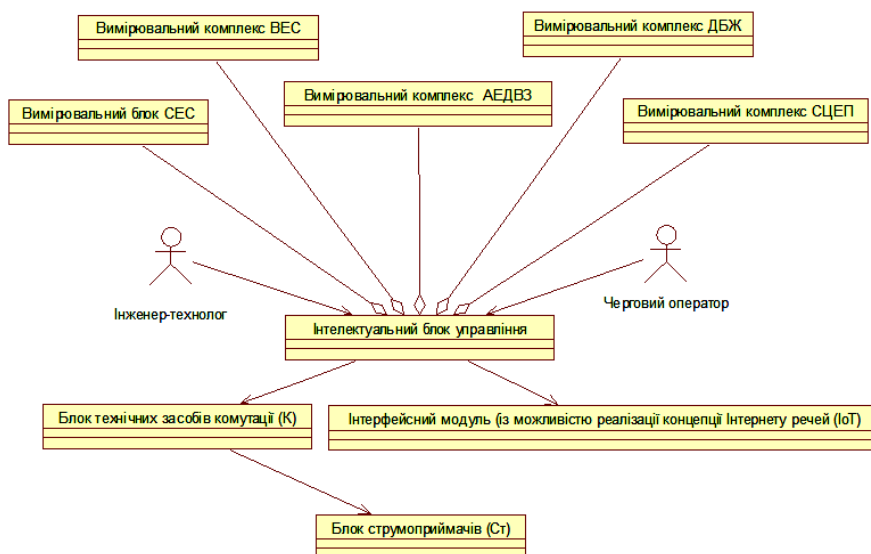 Вимірювальний комплекс ВЕС
Вимірювальний комплекс ДБЖ
Вимірювальний комплекс АЕДВЗ
Вимірювальний блок СЕС
Вимірювальний комплекс СЦЕП
Інженер-технолог
Черговий оператор
Інтелектуальний блок управління
Блок технічних засобів комутації (К)
Інтерфейсний модуль (із можливістю реалізації концепції Інтернету речей (IoT)
Блок струмоприймачів (Ст)